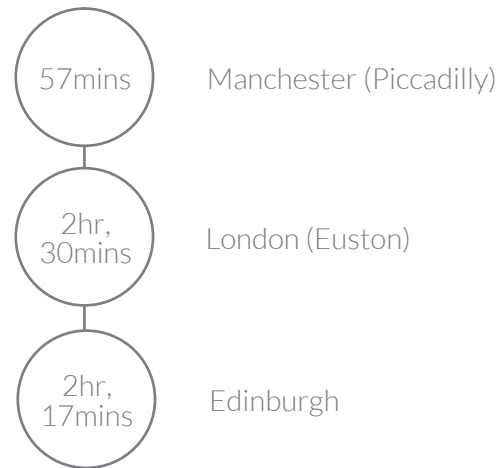 57mins
Manchester (Piccadilly)
2hr,
30mins
London (Euston)
2hr,
17mins
Edinburgh